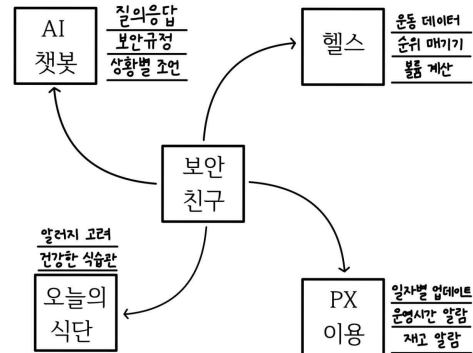 AI
챗봇
질의응답
보안규정
상황별 조언
헬스
운동 데이터
순위 매기기
볼륨 계산
보안
친구
알러지 고려
건강한 식습관
오늘의
식단
PX
이용
일자별 업데이트
운영시간 알람
재고 알람